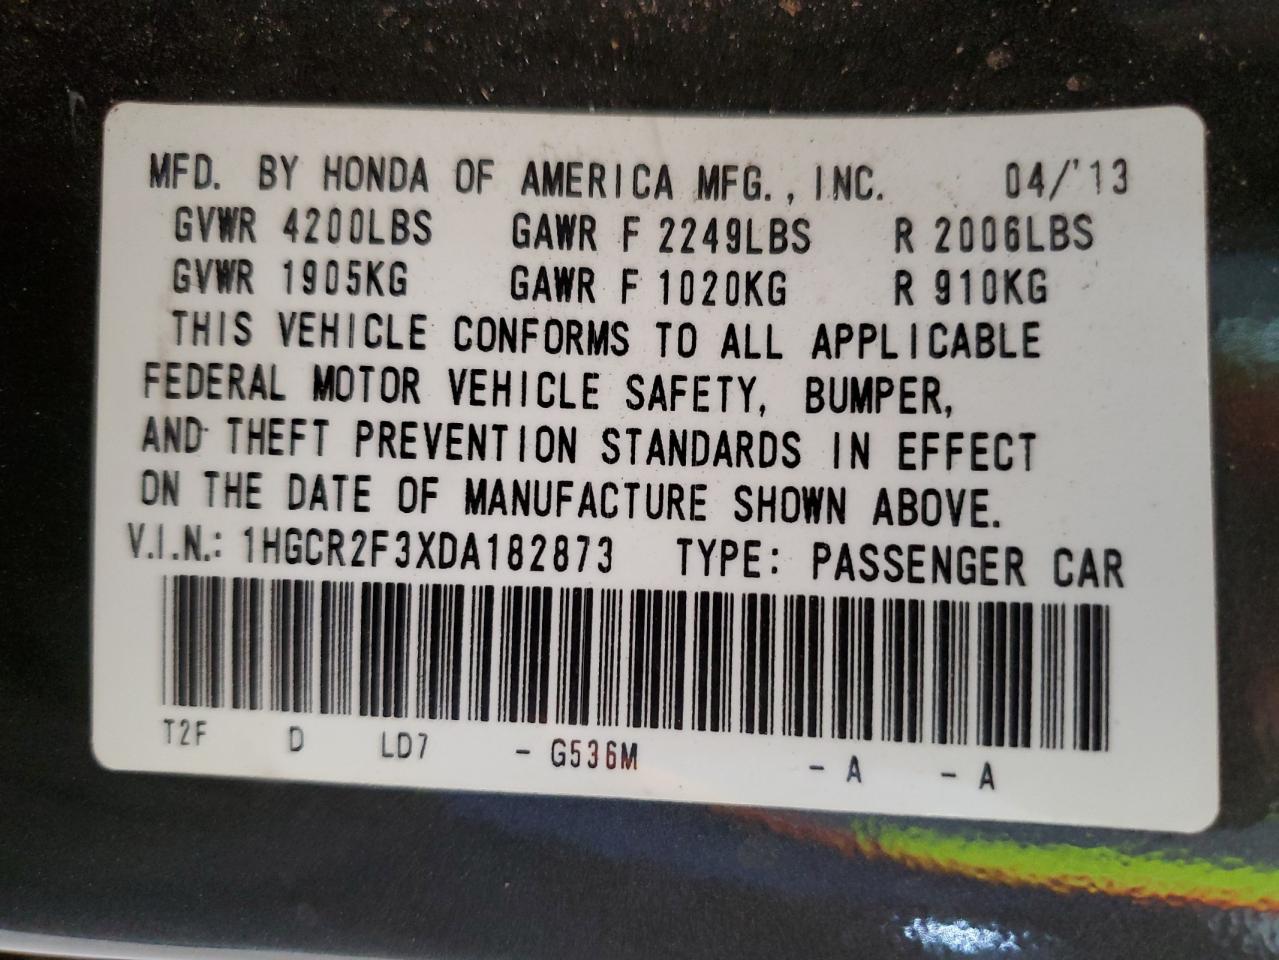 MFD. BY HONDA OF AMERICA MFG., INC. 04/'13
GVWR 4200LBS GAWR F 2249LBS R 2006LBS
GVWR 1905KG GAWR F 1020KG R 910KG
THIS VEHICLE CONFORMS TO ALL APPLICABLE
FEDERAL MOTOR VEHICLE SAFETY, BUMPER,
AND THEFT PREVENTION STANDARDS IN EFFECT
ON THE DATE OF MANUFACTURE SHOWN ABOVE.
V.I.N.: 1HGCR2F3XDA182873 TYPE: PASSENGER CAR
T2F D LD7 - G536M - A - A